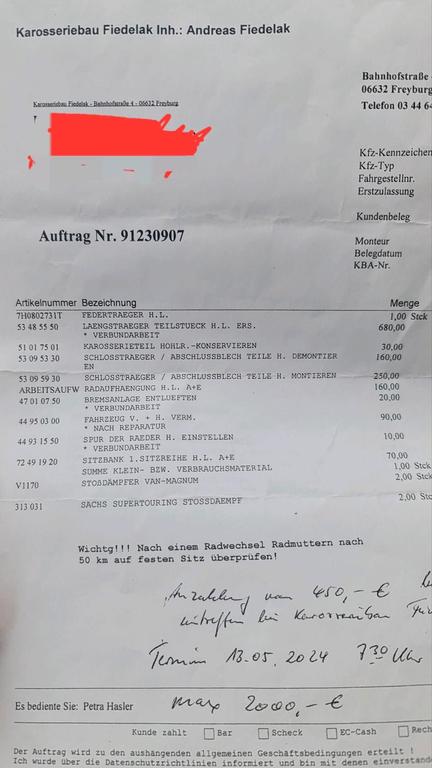 Karosseriebau Fiedelak Inh.: Andreas Fiedelak
Bahnhofstraße
06632 Freyburg
Telefon 03 44 6
Karosseriebau Fiedelak - Bahnhofstraße 4 - 06632 Freyburg
Kfz-Kennzeichen
Kfz-Typ
Fahrgestellnr.
Erstzulassung
Kundenbeleg
Auftrag Nr. 91230907
Monteur
Belegdatum
KBA-Nr.
Artikelnummer Bezeichnung Menge
7H0802731T FEDERTRAEGER H.L. 1,00 Stck
53 48 55 50 LAENGSTRAEGER TEILSTUECK H.L. ERS. 680,00
* VERBUNDARBEIT
51 01 75 01 KAROSSERIETEIL HOHLR.-KONSERVIEREN 30,00
53 09 53 30 SCHLOSSTRAEGER / ABSCHLUSSBLECH TEILE H. DEMONTIER 160,00
EN
53 09 59 30 SCHLOSSTRAEGER / ABSCHLUSSBLECH TEILE H. MONTIEREN 250,00
ARBEITSAUFW RADAUFHAENGUNG H.L. A+E 160,00
47 01 07 50 BREMSANLAGE ENTLUEFTEN 20,00
* VERBUNDARBEIT
44 95 03 00 FAHRZEUG V. + H. VERM. 90,00
* NACH REPARATUR
44 93 15 50 SPUR DER RAEDER H. EINSTELLEN 10,00
* VERBUNDARBEIT
72 49 19 20 SITZBANK 1.SITZREIHE H.L. A+E 70,00
SUMME KLEIN- BZW. VERBRAUCHSMATERIAL 1,00 Stck
V1170 STOßDÄMPFER VAN-MAGNUM 2,00 Stck
313 031 SACHS SUPERTOURING STOSSDAEMPF 2,00 Stc
Wichtg!!! Nach einem Radwechsel Radmuttern nach
50 km auf festen Sitz überprüfen!
Anzahlung von 450,- €
eintreffen bei Karosseriebau
Termin 13.05.2024 7 30 Uhr
Es bediente Sie: Petra Hasler max 2000,- €
Kunde zahlt Bar Scheck EC-Cash Rech
Der Auftrag wird zu den aushängenden allgemeinen Geschäftsbedingungen erteilt !
Ich wurde über die Datenschutzrichtlinien informiert und bin mit denen einverstand